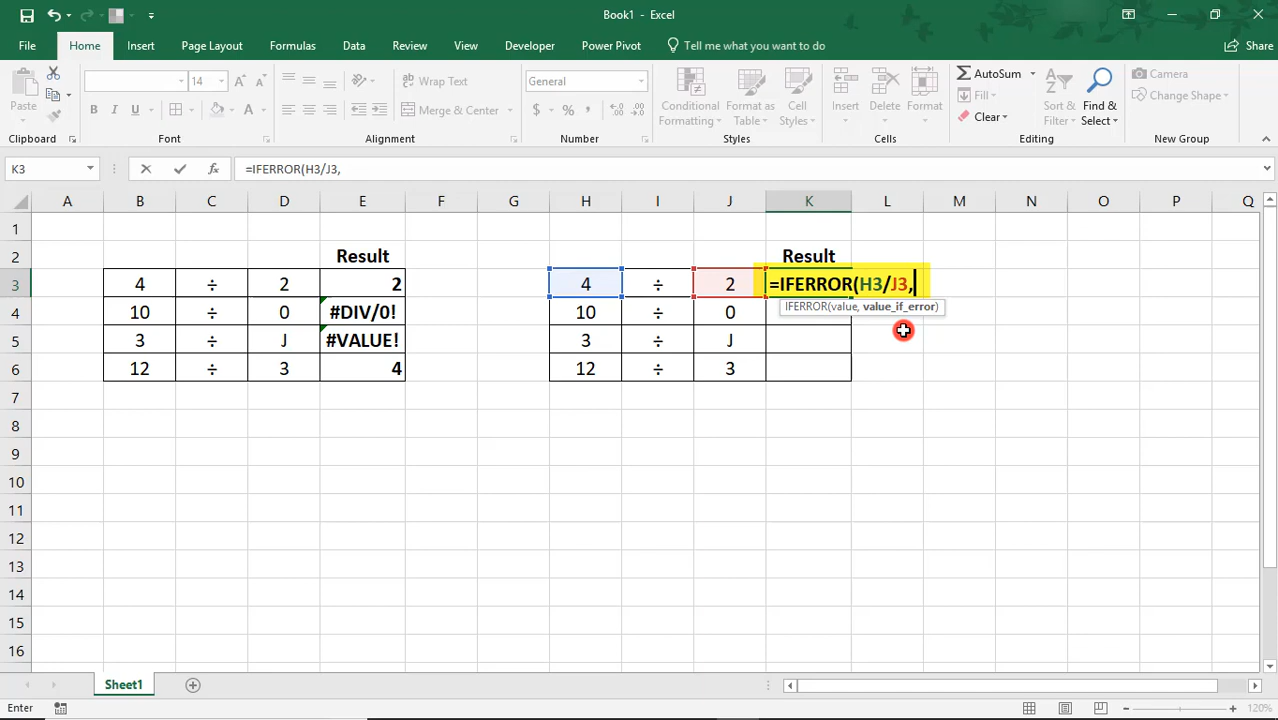 Book1 - Excel
File Home Insert Page Layout Formulas Data Review View Developer Power Pivot Tell me what you want to do Share
Paste
14
A A
B I U A
Wrap Text
Merge & Center
General
$ % ,
Conditional Formatting
Format as Table
Cell Styles
Insert
Delete
Format
AutoSum
Fill
Clear
Sort & Filter
Find & Select
Camera
Change Shape
Clipboard Font Alignment Number Styles Cells Editing New Group
K3 fx =IFERROR(H3/J3,
A B C D E F G H I J K L M N O P Q
1
2 Result Result
3 4 ÷ 2 2 4 ÷ 2 =IFERROR(H3/J3,
IFERROR(value, value_if_error)
4 10 ÷ 0 #DIV/0! 10 ÷ 0
5 3 ÷ J #VALUE! 3 ÷ J
6 12 ÷ 3 4 12 ÷ 3
7
8
9
10
11
12
13
14
15
16
Sheet1
Enter 120%